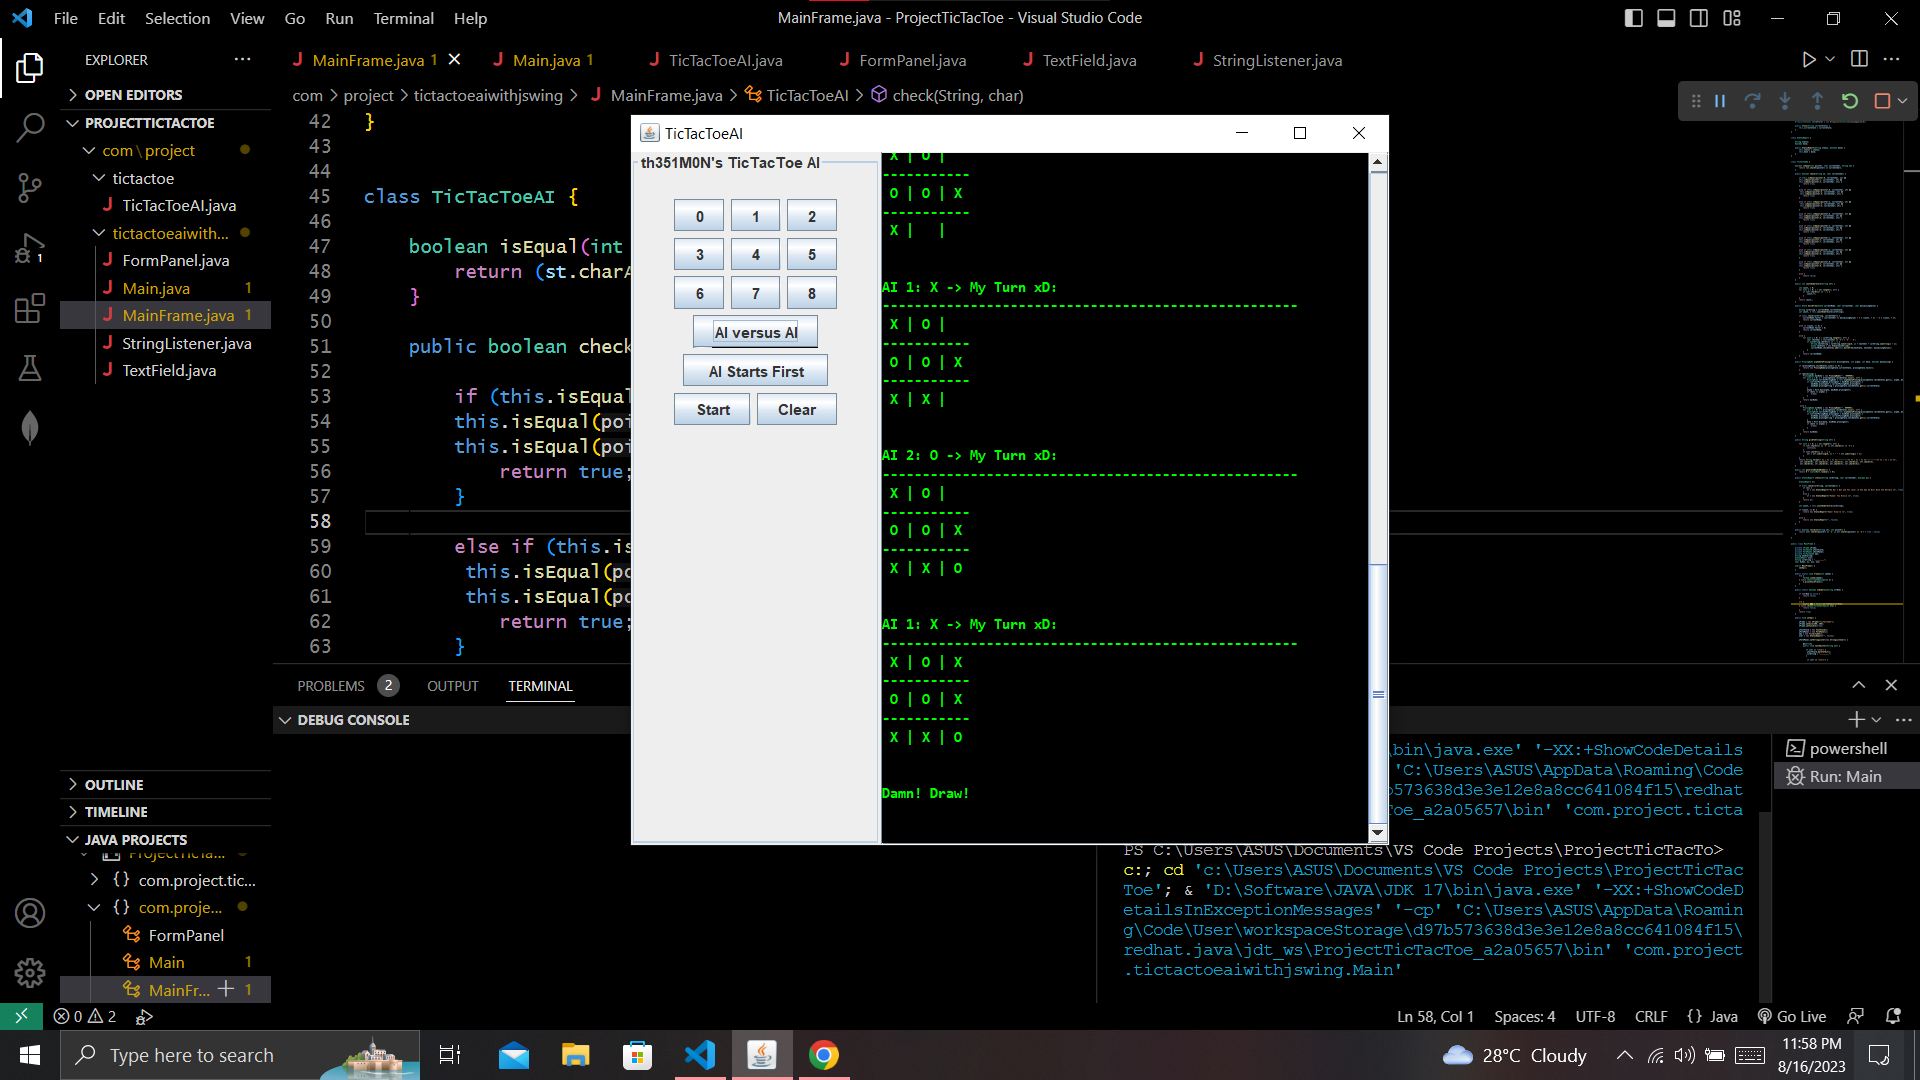 File Edit Selection View Go Run Terminal Help
MainFrame.java - ProjectTicTacToe - Visual Studio Code
EXPLORER
OPEN EDITORS
PROJECTTICTACTOE
com\project
tictactoe
TicTacToeAI.java
tictactoeaiwith...
FormPanel.java
Main.java 1
MainFrame.java 1
StringListener.java
TextField.java
OUTLINE
TIMELINE
JAVA PROJECTS
ProjectTicTa...
com.project.tic...
com.proje...
FormPanel
Main 1
MainFr... 1
MainFrame.java 1 Main.java 1 TicTacToeAI.java FormPanel.java TextField.java StringListener.java
com > project > tictactoeaiwithjswing > MainFrame.java > TicTacToeAI > check(String, char)
42 }
43
44
45 class TicTacToeAI {
46
47 boolean isEqual(int
48 return (st.charA
49 }
50
51 public boolean check
52
53 if (this.isEqual
54 this.isEqual(poi
55 this.isEqual(poi
56 return true;
57 }
58
59 else if (this.is
60 this.isEqual(po
61 this.isEqual(po
62 return true;
63 }
TicTacToeAI
th351M0N's TicTacToe AI
0 1 2
3 4 5
6 7 8
AI versus AI
AI Starts First
Start Clear
X | O |
-----------
O | O | X
-----------
X |   |
AI 1: X -> My Turn xD:
----------------------------------------------------
X | O |
-----------
O | O | X
-----------
X | X |
AI 2: O -> My Turn xD:
----------------------------------------------------
X | O |
-----------
O | O | X
-----------
X | X | O
AI 1: X -> My Turn xD:
----------------------------------------------------
X | O | X
-----------
O | O | X
-----------
X | X | O
Damn! Draw!
PROBLEMS 2 OUTPUT TERMINAL
DEBUG CONSOLE
\bin\java.exe' '-XX:+ShowCodeDetails
'C:\Users\ASUS\AppData\Roaming\Code
b573638d3e3e12e8a8cc641084f15\redhat
oe_a2a05657\bin' 'com.project.ticta
PS C:\Users\ASUS\Documents\VS Code Projects\ProjectTicTacTo>
c:; cd 'c:\Users\ASUS\Documents\VS Code Projects\ProjectTicTac
Toe'; & 'D:\Software\JAVA\JDK 17\bin\java.exe' '-XX:+ShowCodeD
etailsInExceptionMessages' '-cp' 'C:\Users\ASUS\AppData\Roamin
g\Code\User\workspaceStorage\d97b573638d3e3e12e8a8cc641084f15\
redhat.java\jdt_ws\ProjectTicTacToe_a2a05657\bin' 'com.project
.tictactoeaiwithjswing.Main'
powershell
Run: Main
0 2
Ln 58, Col 1 Spaces: 4 UTF-8 CRLF {} Java Go Live
Type here to search
28°C Cloudy
11:58 PM
8/16/2023